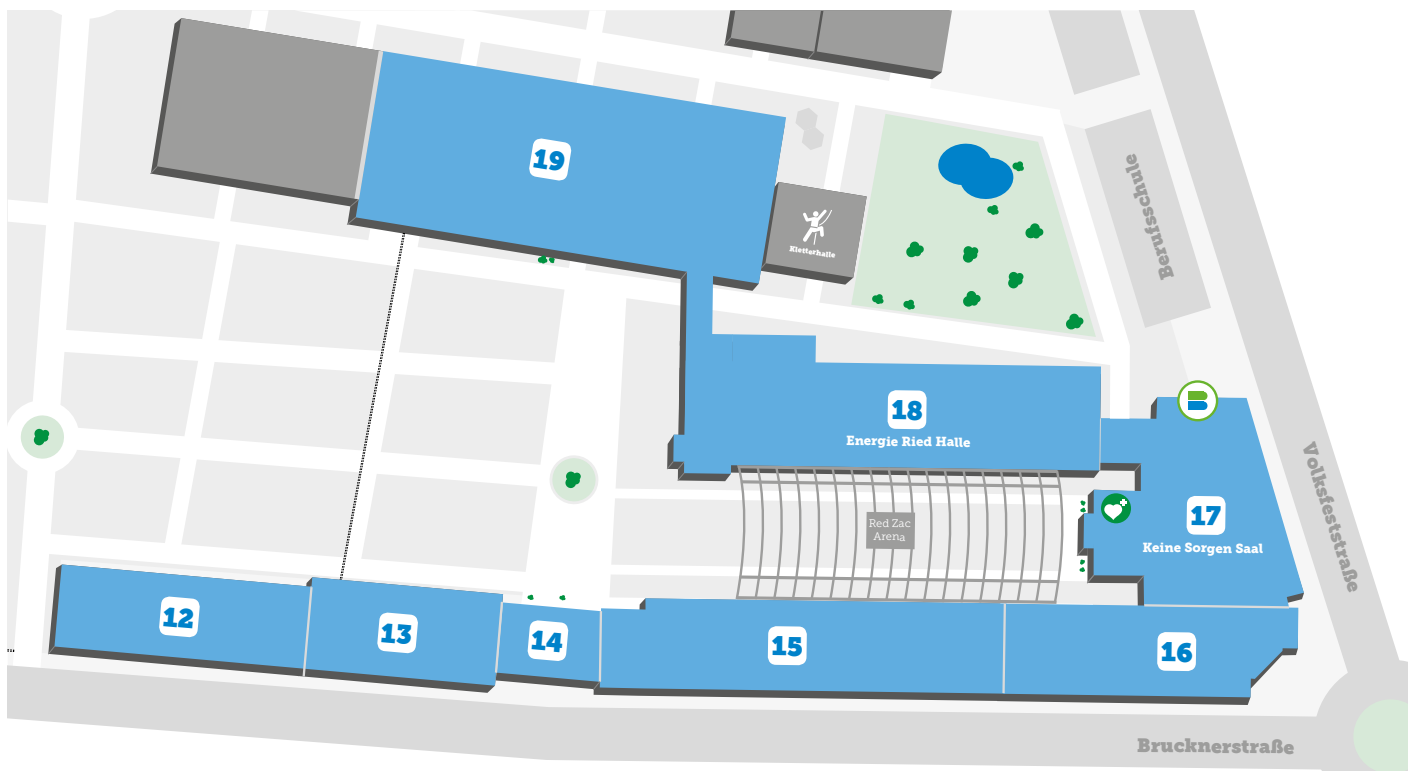 19
Kletterhalle
Berufsschule
18
Energie Ried Halle
Volksfeststraße
17
Keine Sorgen Saal
Red Zac
Arena
12
13
14
15
16
Brucknerstraße